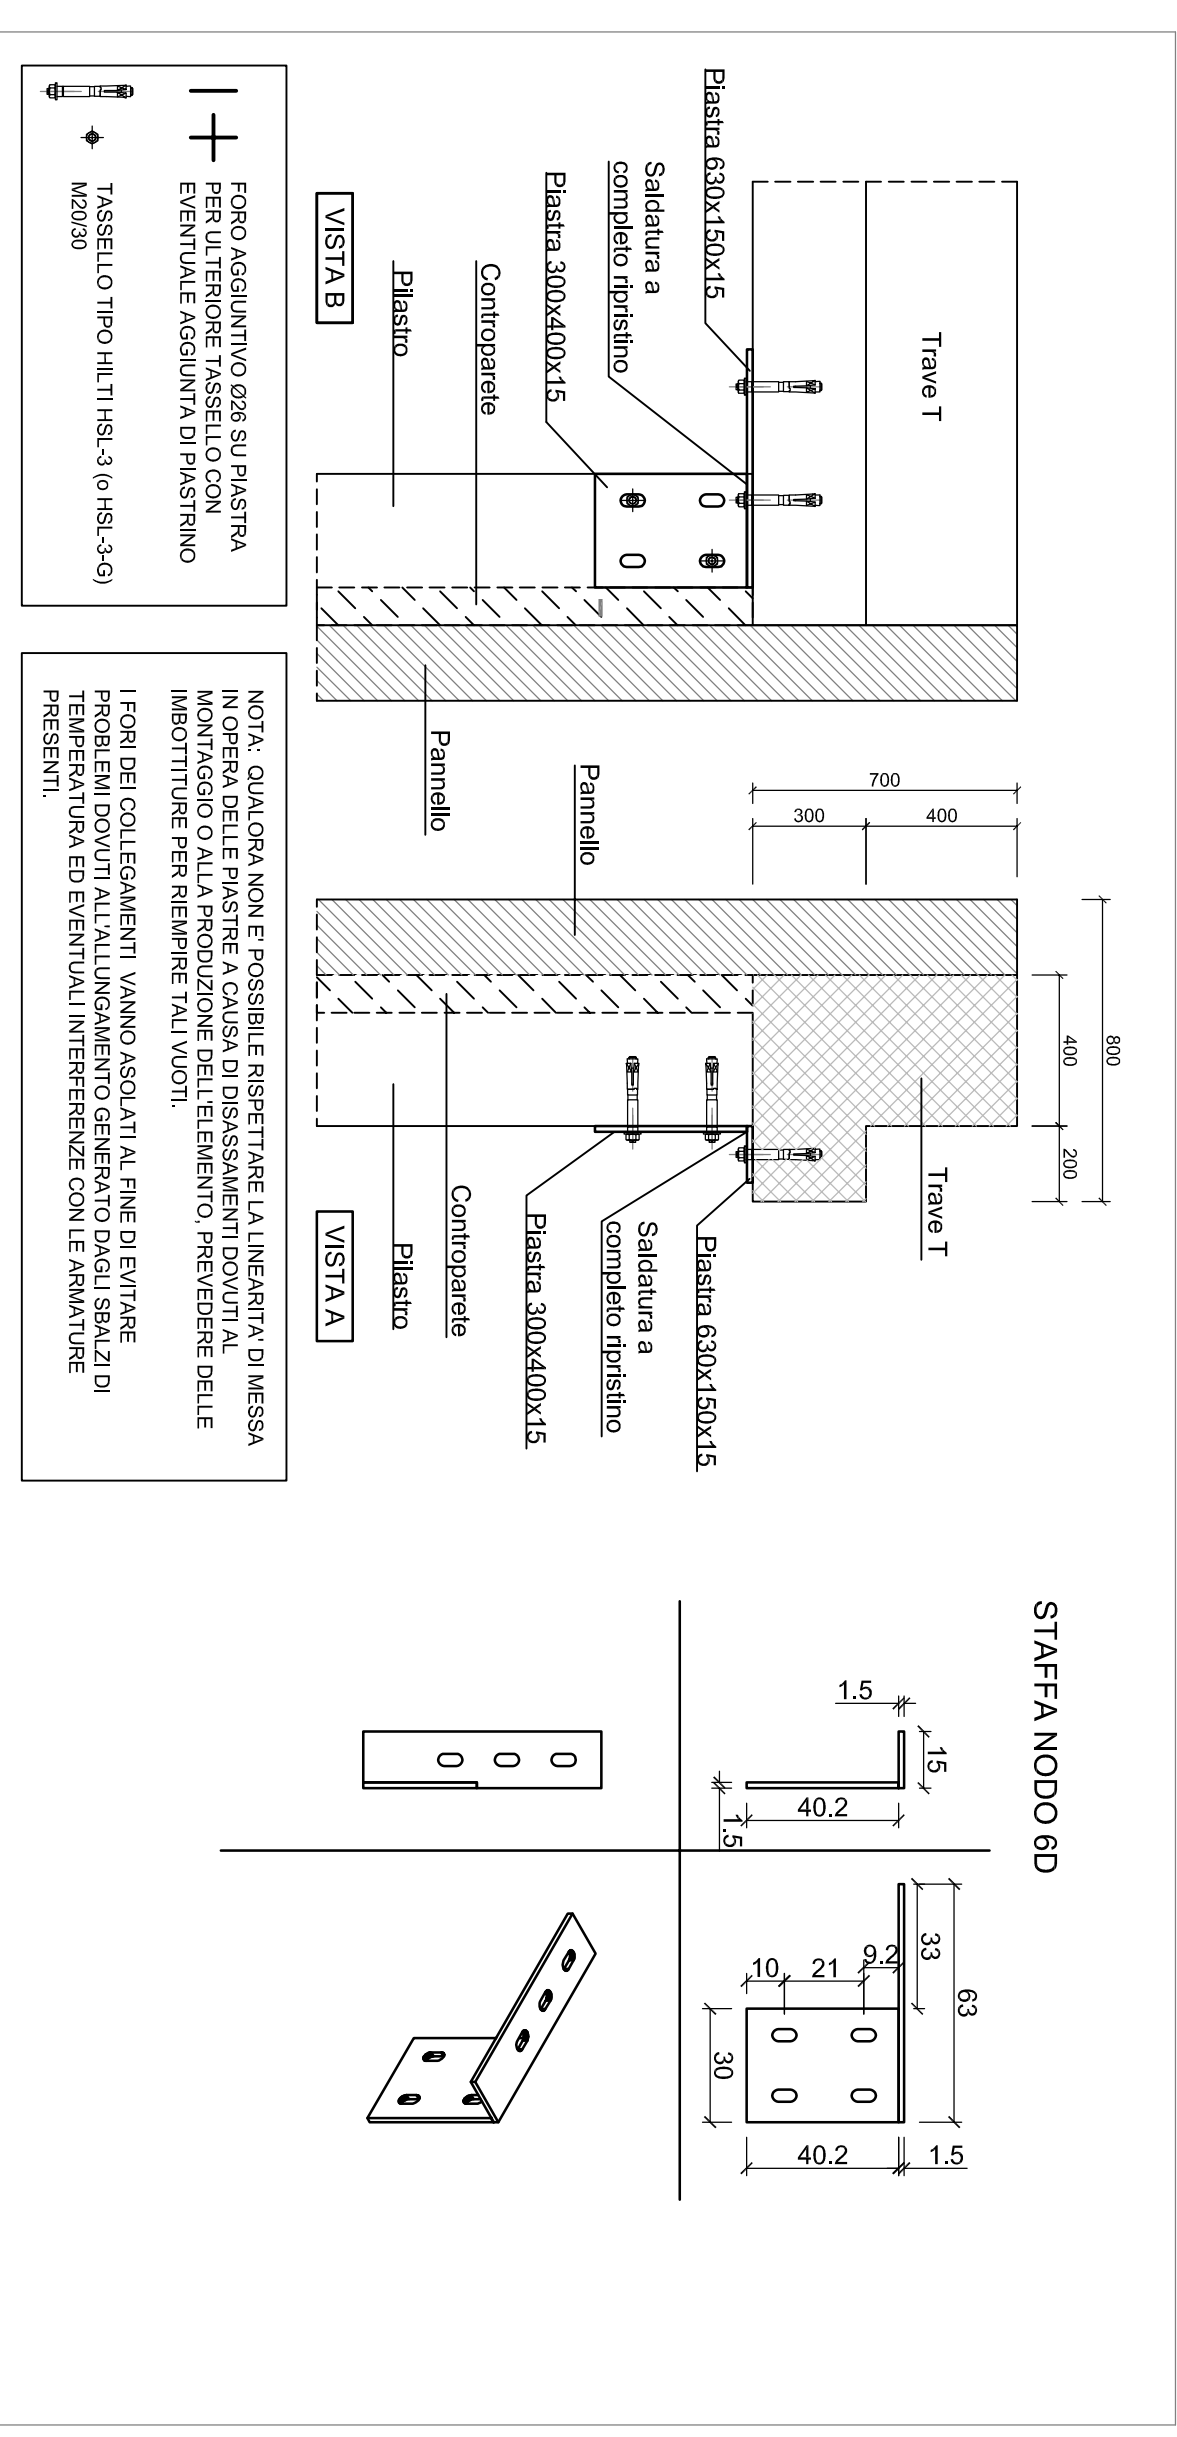 Trave T
Piastra 630x150x15
Saldatura a
completo ripristino
Piastra 300x400x15
Controparete
Pilastro
VISTA B
Pannello
800
400
200
700
300
400
Trave T
Pannello
Piastra 630x150x15
Saldatura a
completo ripristino
Piastra 300x400x15
Controparete
Pilastro
VISTA A
FORO AGGIUNTIVO Ø26 SU PIASTRA
PER ULTERIORE TASSELLO CON
EVENTUALE AGGIUNTA DI PIASTRINO
TASSELLO TIPO HILTI HSL-3 (o HSL-3-G)
M20/30
NOTA: QUALORA NON E' POSSIBILE RISPETTARE LA LINEARITA' DI MESSA
IN OPERA DELLE PIASTRE A CAUSA DI DISASSAMENTI DOVUTI AL
MONTAGGIO O ALLA PRODUZIONE DELL'ELEMENTO, PREVEDERE DELLE
IMBOTTITURE PER RIEMPIRE TALI VUOTI.
I FORI DEI COLLEGAMENTI VANNO ASOLATI AL FINE DI EVITARE
PROBLEMI DOVUTI ALL'ALLUNGAMENTO GENERATO DAGLI SBALZI DI
TEMPERATURA ED EVENTUALI INTERFERENZE CON LE ARMATURE
PRESENTI.
STAFFA NODO 6D
15
1.5
40.2
1.5
63
33
9.2
21
10
30
40.2
1.5